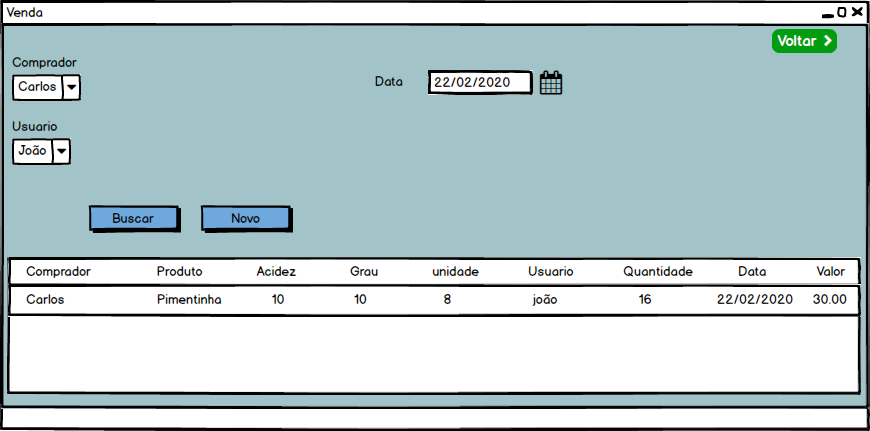 Venda
Voltar
Comprador
Carlos
Data
22/02/2020
Usuario
João
Buscar Novo
Comprador Produto Acidez Grau unidade Usuario Quantidade Data Valor
Carlos Pimentinha 10 10 8 joão 16 22/02/2020 30.00